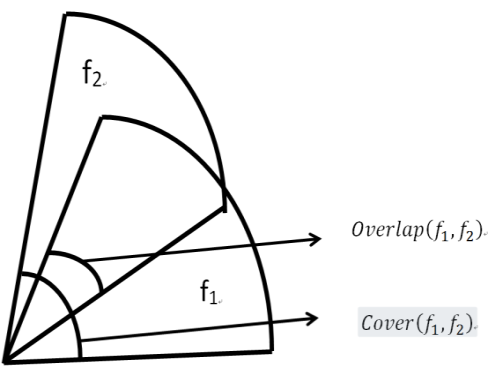 f₂
Overlap(f₁,f₂)
f₁
Cover(f₁,f₂)